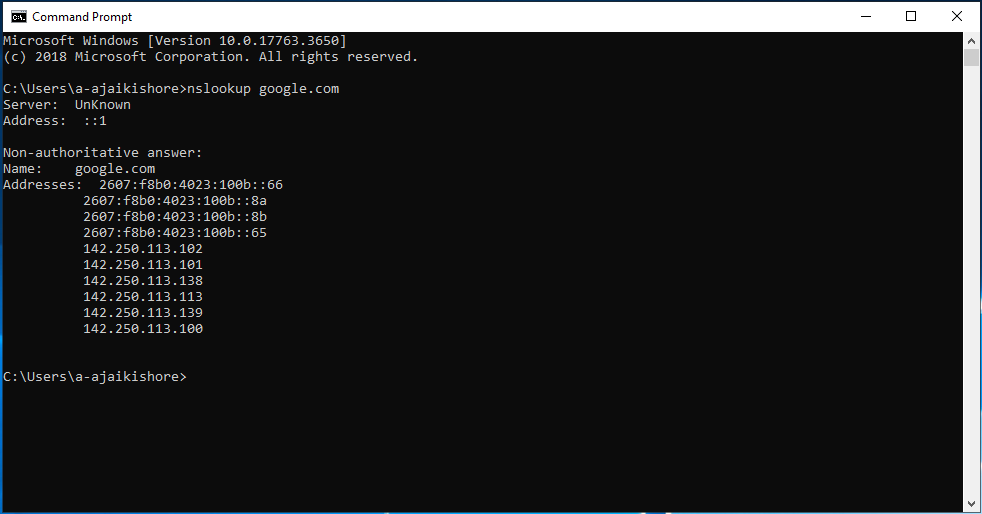 Command Prompt
Microsoft Windows [Version 10.0.17763.3650]
(c) 2018 Microsoft Corporation. All rights reserved.
C:\Users\a-ajaikishore>nslookup google.com
Server:  UnKnown
Address:  ::1
Non-authoritative answer:
Name:    google.com
Addresses:  2607:f8b0:4023:100b::66
          2607:f8b0:4023:100b::8a
          2607:f8b0:4023:100b::8b
          2607:f8b0:4023:100b::65
          142.250.113.102
          142.250.113.101
          142.250.113.138
          142.250.113.113
          142.250.113.139
          142.250.113.100
C:\Users\a-ajaikishore>